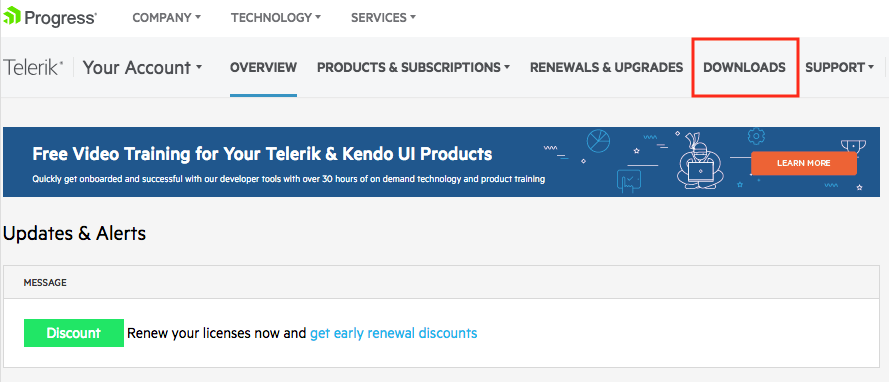 Progress®
COMPANY TECHNOLOGY SERVICES
Telerik® Your Account OVERVIEW PRODUCTS & SUBSCRIPTIONS RENEWALS & UPGRADES DOWNLOADS SUPPORT
Free Video Training for Your Telerik & Kendo UI Products
Quickly get onboarded and successful with our developer tools with over 30 hours of on demand technology and product training
LEARN MORE
Updates & Alerts
MESSAGE
Discount Renew your licenses now and get early renewal discounts